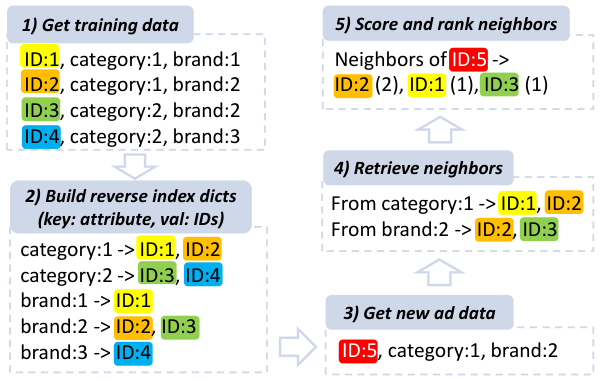 1) Get training data
ID:1, category:1, brand:1
ID:2, category:1, brand:2
ID:3, category:2, brand:2
ID:4, category:2, brand:3
2) Build reverse index dicts
(key: attribute, val: IDs)
category:1 -> ID:1, ID:2
category:2 -> ID:3, ID:4
brand:1 -> ID:1
brand:2 -> ID:2, ID:3
brand:3 -> ID:4
3) Get new ad data
ID:5, category:1, brand:2
4) Retrieve neighbors
From category:1 -> ID:1, ID:2
From brand:2 -> ID:2, ID:3
5) Score and rank neighbors
Neighbors of ID:5 ->
ID:2 (2), ID:1 (1), ID:3 (1)